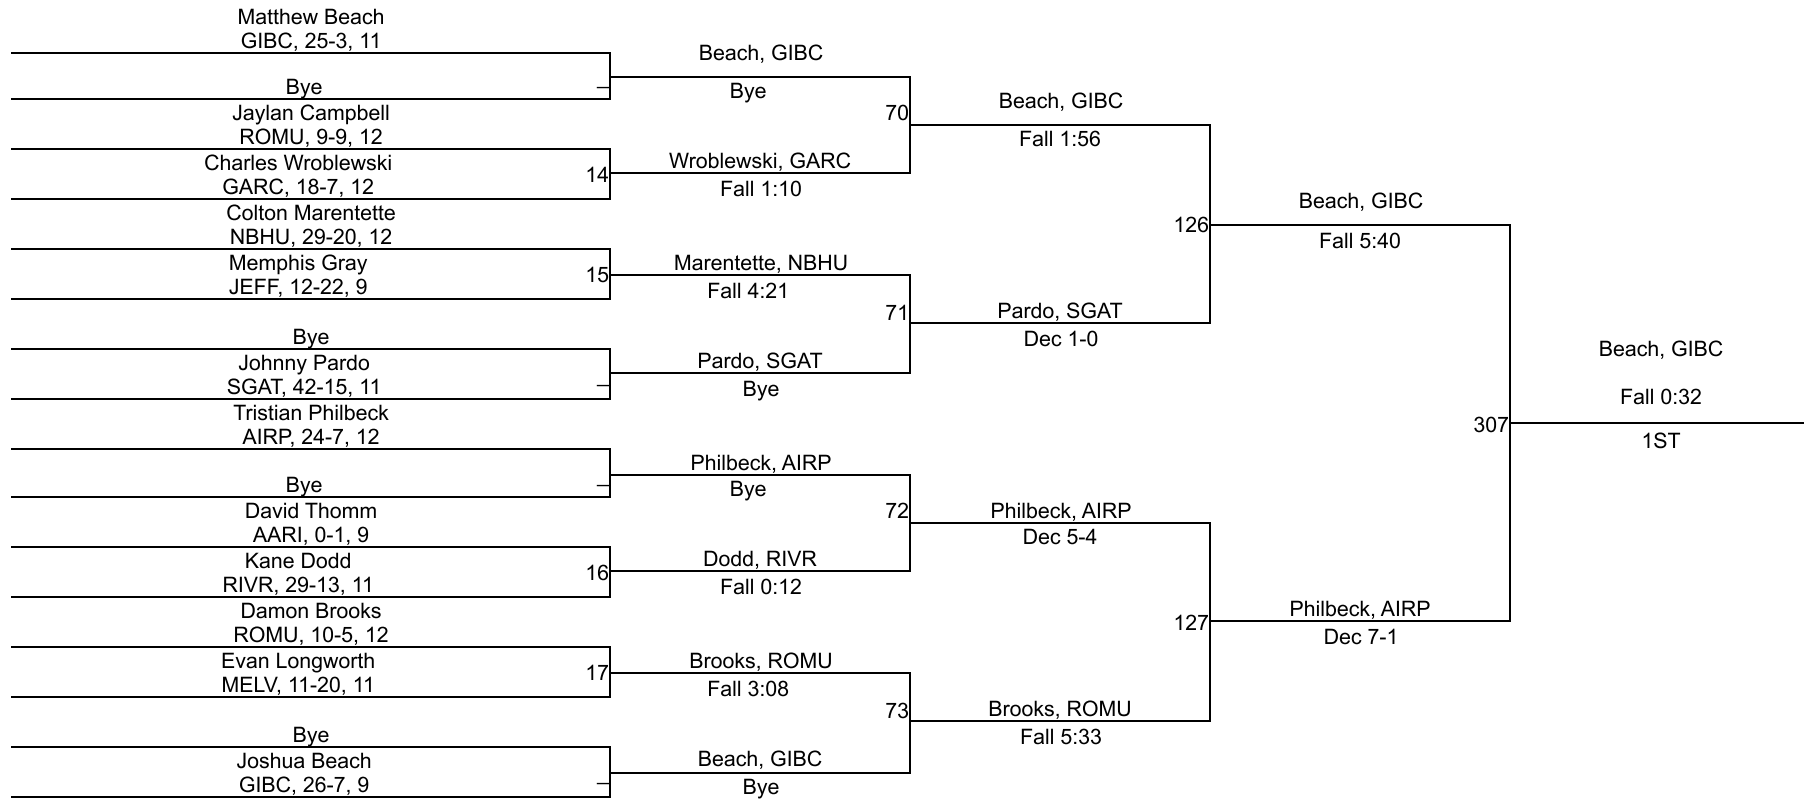 Matthew Beach
GIBC, 25-3, 11
Bye
Jaylan Campbell
ROMU, 9-9, 12
Charles Wroblewski
GARC, 18-7, 12
Colton Marentette
NBHU, 29-20, 12
Memphis Gray
JEFF, 12-22, 9
Bye
Johnny Pardo
SGAT, 42-15, 11
Tristian Philbeck
AIRP, 24-7, 12
Bye
David Thomm
AARI, 0-1, 9
Kane Dodd
RIVR, 29-13, 11
Damon Brooks
ROMU, 10-5, 12
Evan Longworth
MELV, 11-20, 11
Bye
Joshua Beach
GIBC, 26-7, 9
14
15
16
17
Beach, GIBC
Bye
Wroblewski, GARC
Fall 1:10
Marentette, NBHU
Fall 4:21
Pardo, SGAT
Bye
Philbeck, AIRP
Bye
Dodd, RIVR
Fall 0:12
Brooks, ROMU
Fall 3:08
Beach, GIBC
Bye
70
71
72
73
Beach, GIBC
Fall 1:56
Pardo, SGAT
Dec 1-0
Philbeck, AIRP
Dec 5-4
Brooks, ROMU
Fall 5:33
126
127
Beach, GIBC
Fall 5:40
Philbeck, AIRP
Dec 7-1
307
Beach, GIBC
Fall 0:32
1ST